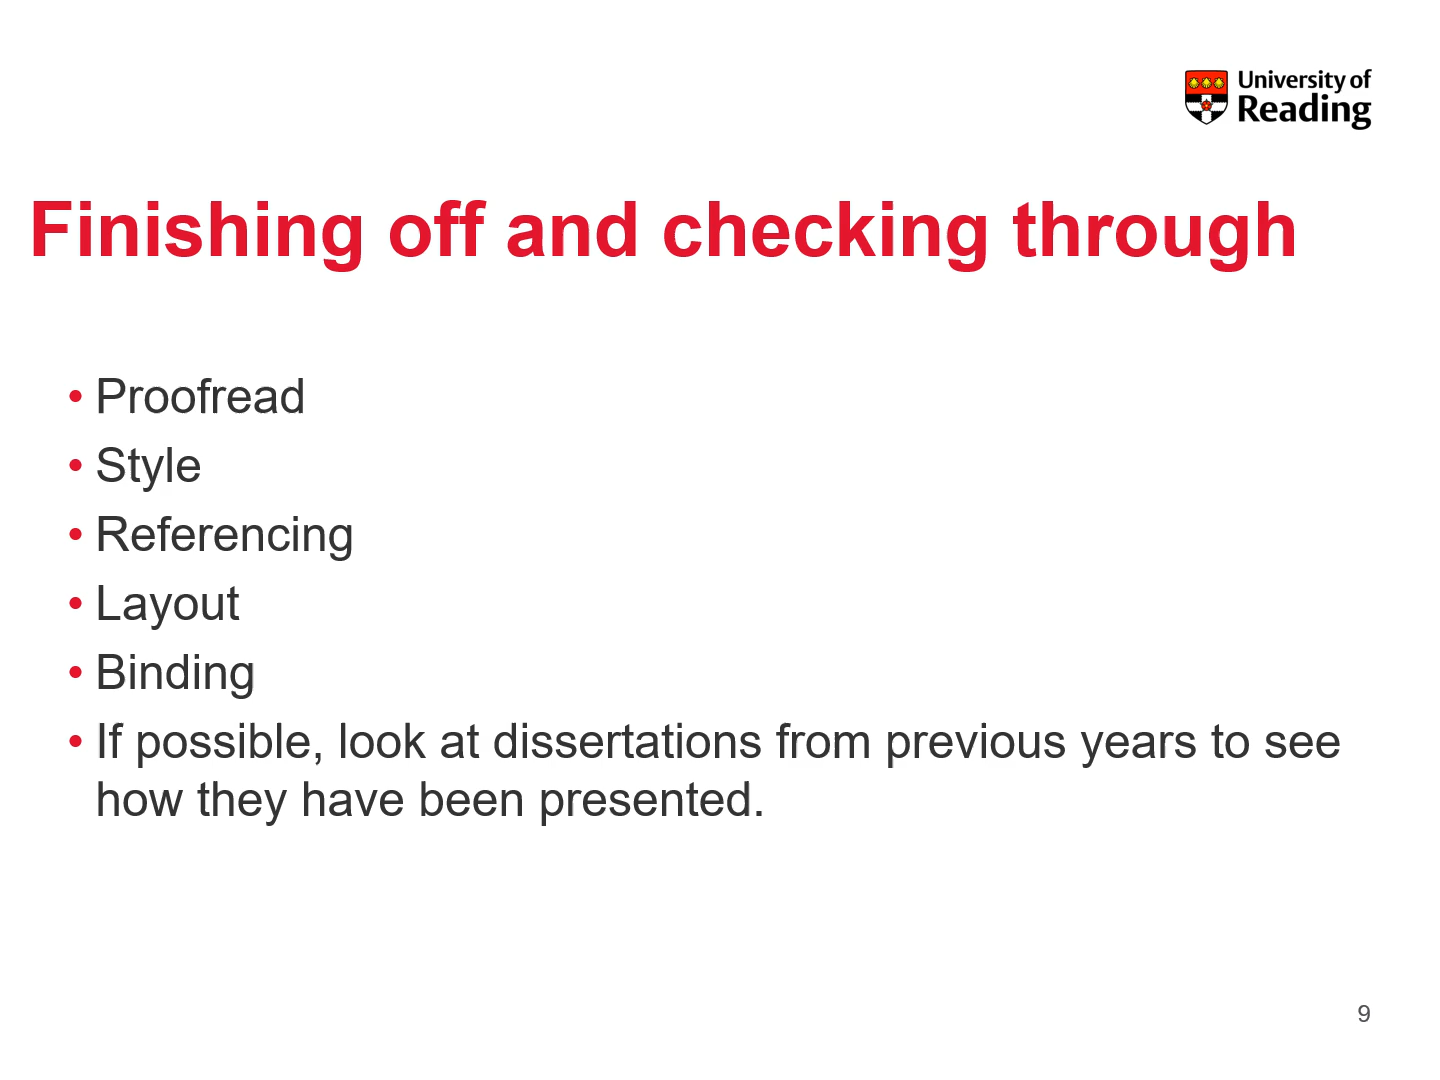 University of
Reading
Finishing off and checking through
• Proofread
• Style
• Referencing
• Layout
• Binding
• If possible, look at dissertations from previous years to see
how they have been presented.
9